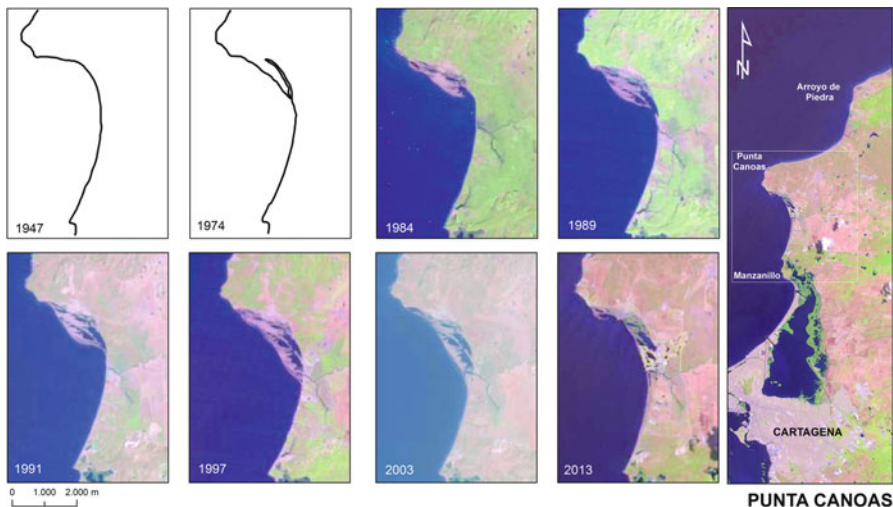 1947
1974
1984
1989
1991
1997
2003
2013
0 1.000 2.000 m
N
Arroyo de
Piedra
Punta
Canoas
Manzanillo
CARTAGENA
PUNTA CANOAS